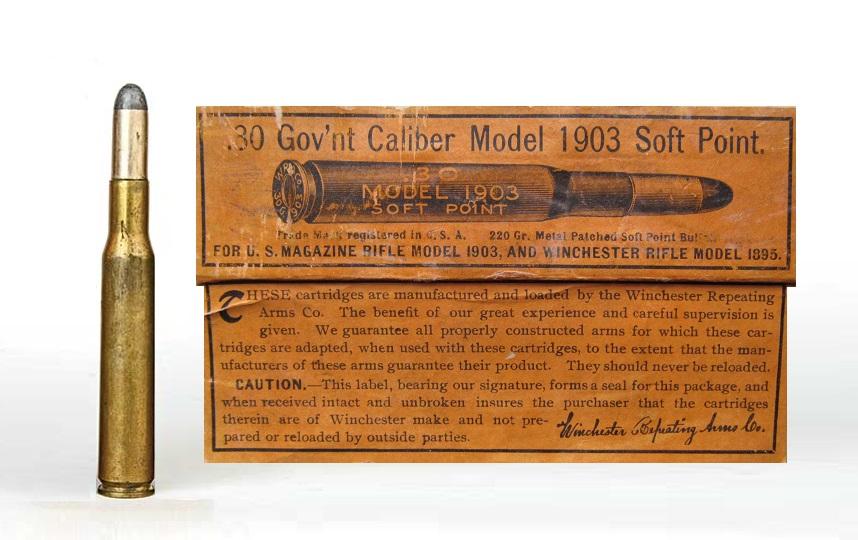 .30 Gov'nt Caliber Model 1903 Soft Point.
W.R.A. Co.
30 G. 1903
.30
MODEL 1903
SOFT POINT
Trade Mark registered in U. S. A. 220 Gr. Metal Patched Soft Point
FOR U. S. MAGAZINE RIFLE MODEL 1903, AND WINCHESTER RIFLE MODEL 1895.
THESE cartridges are manufactured and loaded by the Winchester Repeating
Arms Co. The benefit of our great experience and careful supervision is
given. We guarantee all properly constructed arms for which these car-
tridges are adapted, when used with these cartridges, to the extent that the man-
ufacturers of these arms guarantee their product. They should never be reloaded.
CAUTION.—This label, bearing our signature, forms a seal for this package, and
when received intact and unbroken insures the purchaser that the cartridges
therein are of Winchester make and not pre-
pared or reloaded by outside parties.
Winchester Repeating Arms Co.